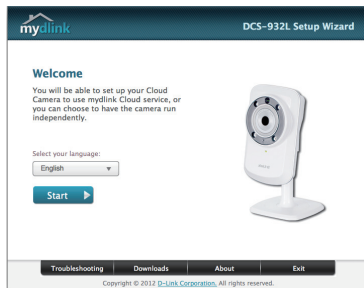 mydlink
DCS-932L Setup Wizard
Welcome
You will be able to set up your Cloud
Camera to use mydlink Cloud service, or
you can choose to have the camera run
independently.
Select your language:
English
Start
Troubleshooting Downloads About Exit
Copyright © 2012 D-Link Corporation. All rights reserved.